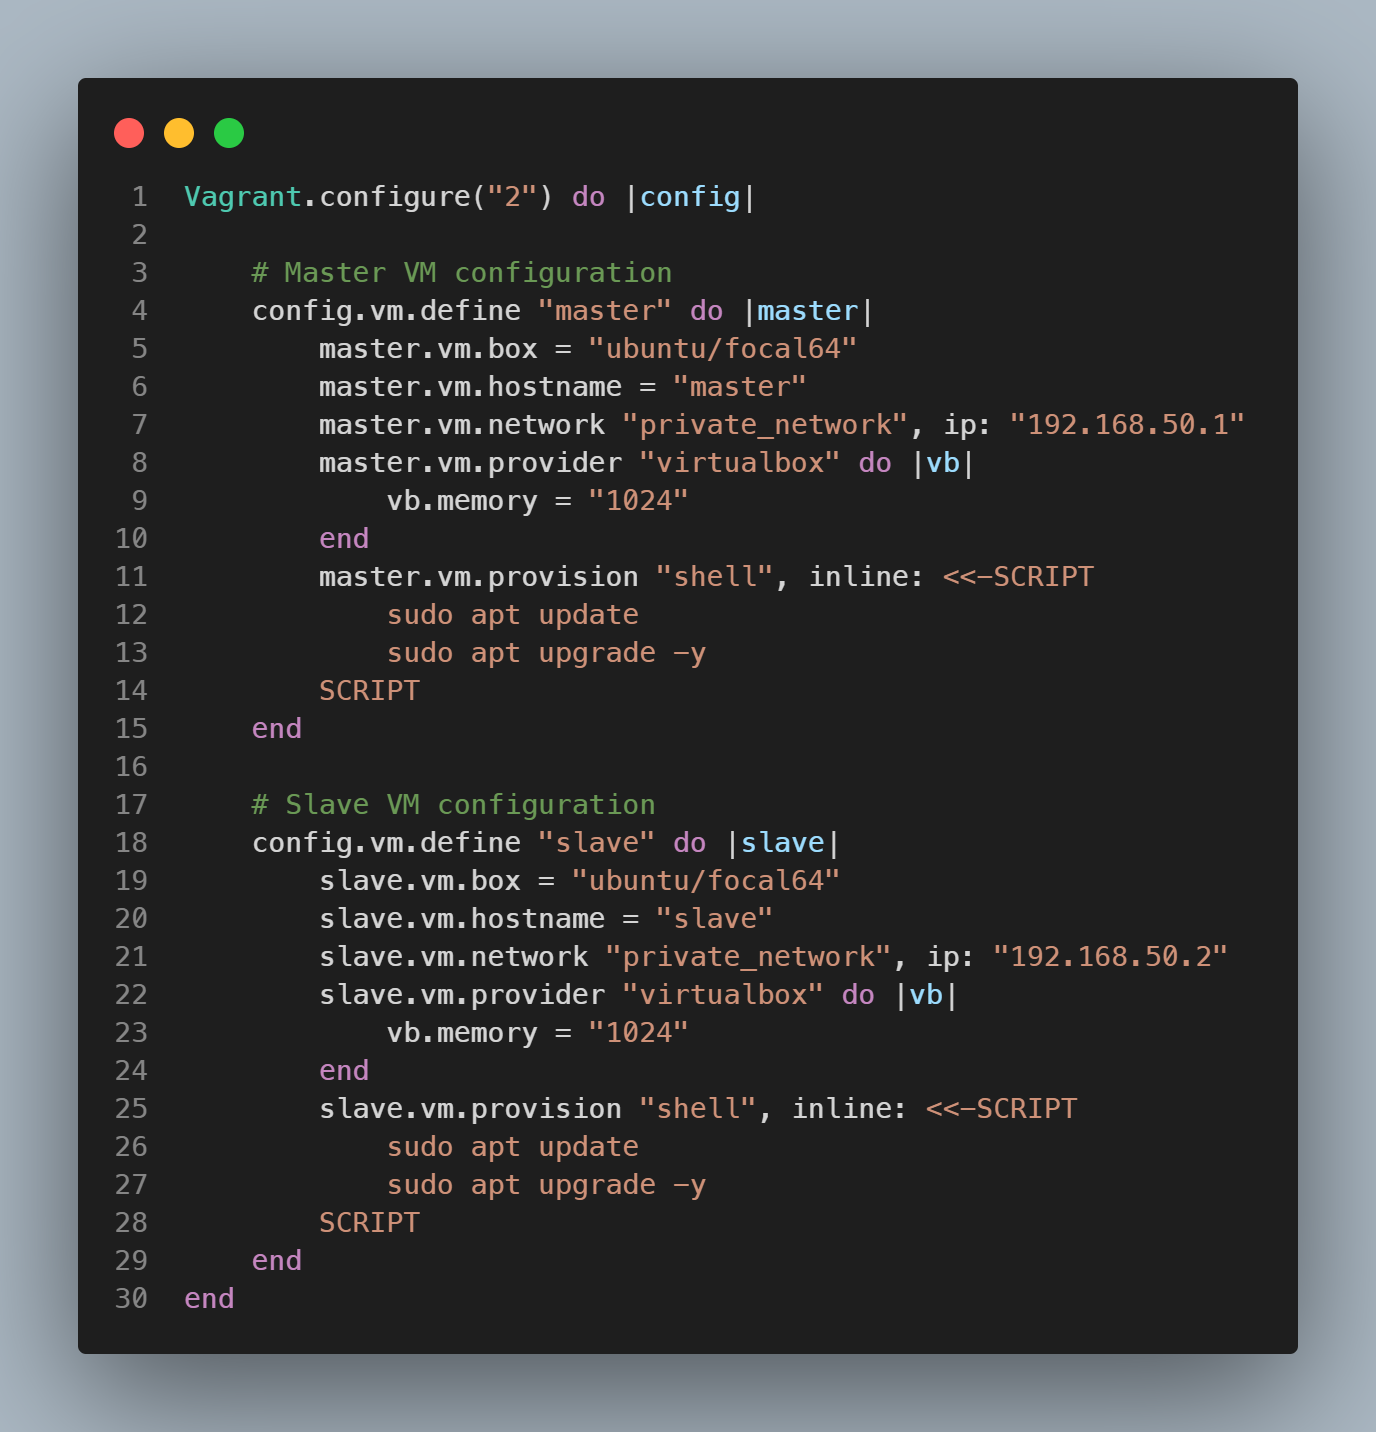 1 Vagrant.configure("2") do |config|
2
3     # Master VM configuration
4     config.vm.define "master" do |master|
5         master.vm.box = "ubuntu/focal64"
6         master.vm.hostname = "master"
7         master.vm.network "private_network", ip: "192.168.50.1"
8         master.vm.provider "virtualbox" do |vb|
9             vb.memory = "1024"
10         end
11         master.vm.provision "shell", inline: <<-SCRIPT
12             sudo apt update
13             sudo apt upgrade -y
14         SCRIPT
15     end
16
17     # Slave VM configuration
18     config.vm.define "slave" do |slave|
19         slave.vm.box = "ubuntu/focal64"
20         slave.vm.hostname = "slave"
21         slave.vm.network "private_network", ip: "192.168.50.2"
22         slave.vm.provider "virtualbox" do |vb|
23             vb.memory = "1024"
24         end
25         slave.vm.provision "shell", inline: <<-SCRIPT
26             sudo apt update
27             sudo apt upgrade -y
28         SCRIPT
29     end
30 end